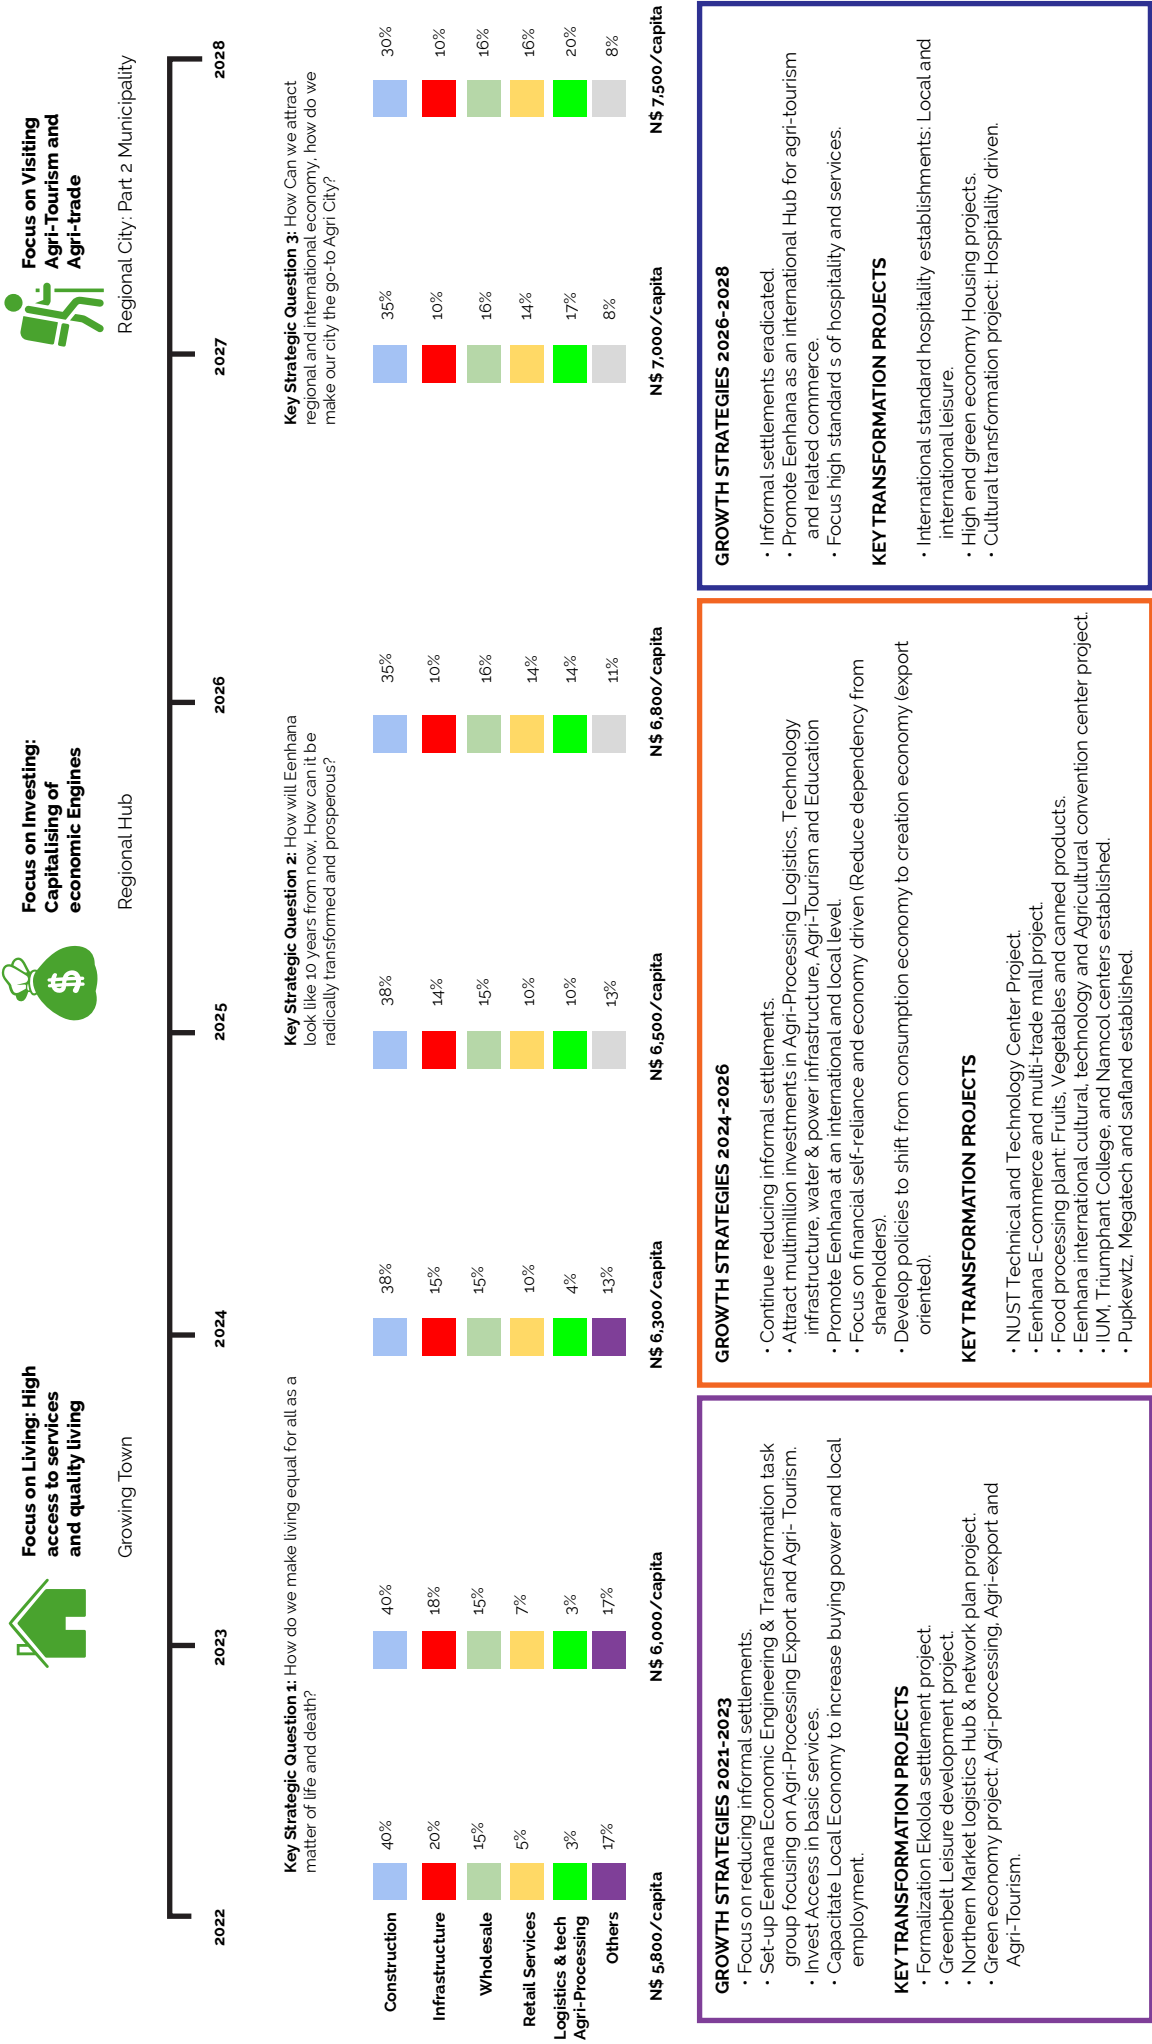 Focus on Living: High
access to services
and quality living
Growing Town
Focus on Investing:
Capitalising of
economic Engines
Regional Hub
Focus on Visiting
Agri-Tourism and
Agri-trade
Regional City: Part 2 Municipality
2022
2023
2024
2025
2026
2027
2028
Key Strategic Question 1: How do we make living equal for all as a
matter of life and death?
Key Strategic Question 2: How will Eenhana
look like 10 years from now, How can it be
radically transformed and prosperous?
Key Strategic Question 3: How Can we attract
regional and international economy, how do we
make our city the go-to Agri City?
Construction
40%
40%
38%
38%
35%
35%
30%
Infrastructure
20%
18%
15%
14%
10%
10%
10%
Wholesale
15%
15%
15%
15%
16%
16%
16%
Retail Services
5%
7%
10%
10%
14%
14%
16%
Logistics & tech
Agri-Processing
3%
3%
4%
10%
14%
17%
20%
Others
17%
17%
13%
13%
11%
8%
8%
N$ 5,800/capita
N$ 6,000/capita
N$ 6,300/capita
N$ 6,500/capita
N$ 6,800/capita
N$ 7,000/capita
N$ 7,500/capita
GROWTH STRATEGIES 2021-2023
• Focus on reducing informal settlements.
• Set-up Eenhana Economic Engineering & Transformation task
group focusing on Agri-Processing Export and Agri- Tourism.
• Invest Access in basic services.
• Capacitate Local Economy to increase buying power and local
employment.
KEY TRANSFORMATION PROJECTS
• Formalization Ekolola settlement project.
• Greenbelt Leisure development project.
• Northern Market logistics Hub & network plan project.
• Green economy project: Agri-processing, Agri-export and
Agri-Tourism.
GROWTH STRATEGIES 2024-2026
• Continue reducing informal settlements.
• Attract multimillion investments in Agri-Processing Logistics, Technology
infrastructure, water & power infrastructure, Agri-Tourism and Education
• Promote Eenhana at an international and local level.
• Focus on financial self-reliance and economy driven (Reduce dependency from
shareholders).
• Develop policies to shift from consumption economy to creation economy (export
oriented).
KEY TRANSFORMATION PROJECTS
• NUST Technical and Technology Center Project.
• Eenhana E-commerce and multi-trade mall project.
• Food processing plant: Fruits, Vegetables and canned products.
• Eenhana international cultural, technology and Agricultural convention center project.
• IUM, Triumphant College, and Namcol centers established.
• Pupkewtz, Megatech and safland established.
GROWTH STRATEGIES 2026-2028
• Informal settlements eradicated.
• Promote Eenhana as an international Hub for agri-tourism
and related commerce.
• Focus high standard s of hospitality and services.
KEY TRANSFORMATION PROJECTS
• International standard hospitality establishments: Local and
international leisure.
• High end green economy Housing projects.
• Cultural transformation project: Hospitality driven.